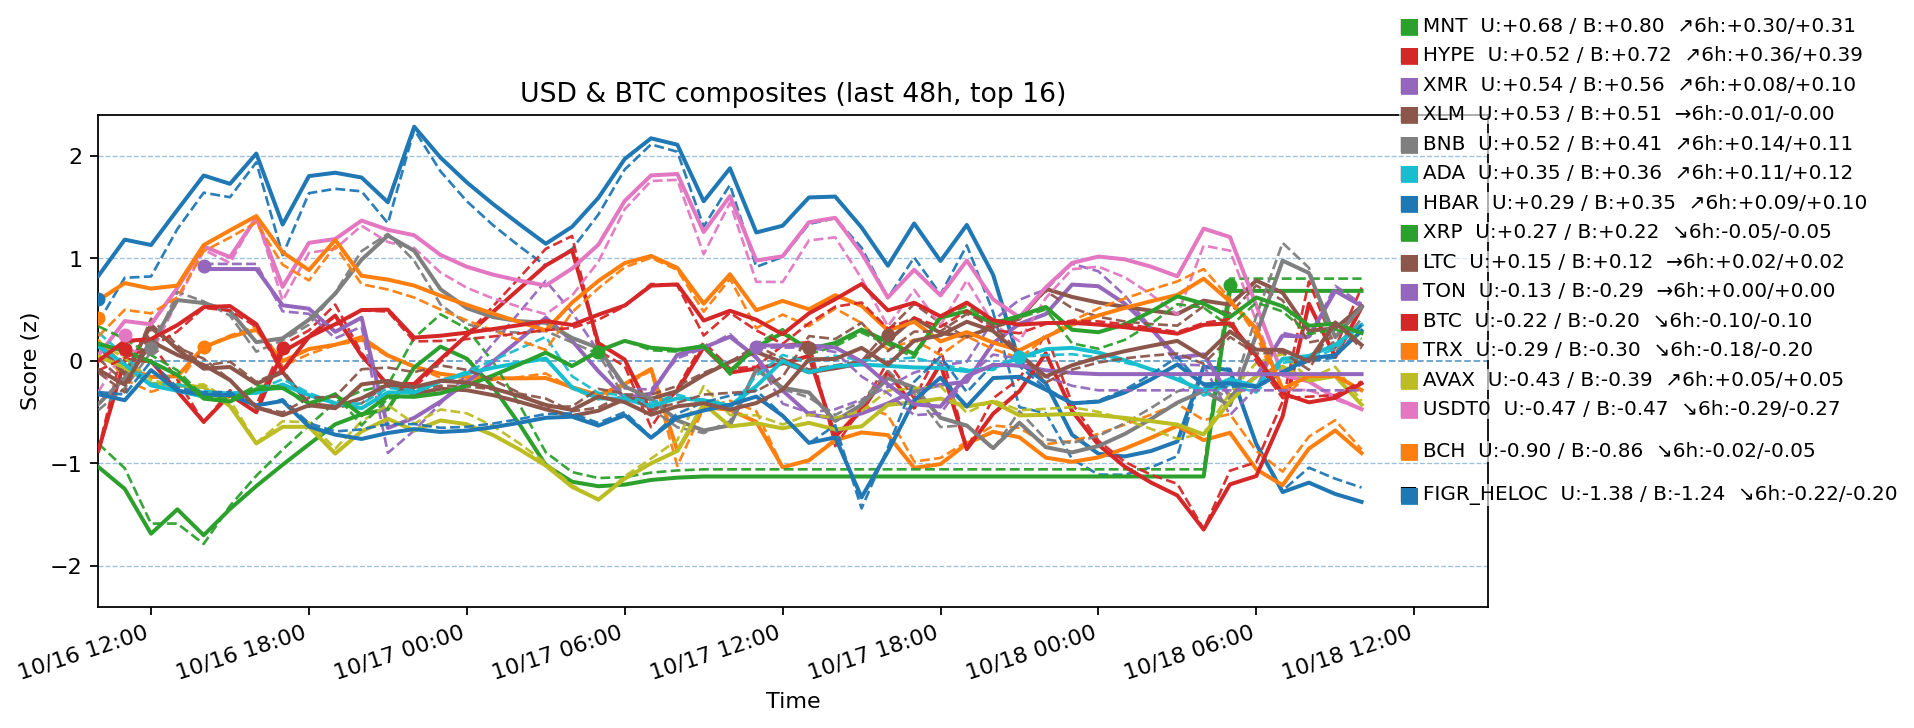 MNT U:+0.68 / B:+0.80 ↗6h:+0.30/+0.31
HYPE U:+0.52 / B:+0.72 ↗6h:+0.36/+0.39
USD & BTC composites (last 48h, top 16)
XMR U:+0.54 / B:+0.56 ↗6h:+0.08/+0.10
XLM U:+0.53 / B:+0.51 →6h:-0.01/-0.00
BNB U:+0.52 / B:+0.41 ↗6h:+0.14/+0.11
ADA U:+0.35 / B:+0.36 ↗6h:+0.11/+0.12
HBAR U:+0.29 / B:+0.35 ↗6h:+0.09/+0.10
XRP U:+0.27 / B:+0.22 ↘6h:-0.05/-0.05
LTC U:+0.15 / B:+0.12 →6h:+0.02/+0.02
TON U:-0.13 / B:-0.29 →6h:+0.00/+0.00
BTC U:-0.22 / B:-0.20 ↘6h:-0.10/-0.10
TRX U:-0.29 / B:-0.30 ↘6h:-0.18/-0.20
AVAX U:-0.43 / B:-0.39 ↗6h:+0.05/+0.05
USDT0 U:-0.47 / B:-0.47 ↘6h:-0.29/-0.27
BCH U:-0.90 / B:-0.86 ↘6h:-0.02/-0.05
FIGR_HELOC U:-1.38 / B:-1.24 ↘6h:-0.22/-0.20
Score (z)
2
1
0
−1
−2
10/16 12:00
10/16 18:00
10/17 00:00
10/17 06:00
10/17 12:00
10/17 18:00
10/18 00:00
10/18 06:00
10/18 12:00
Time